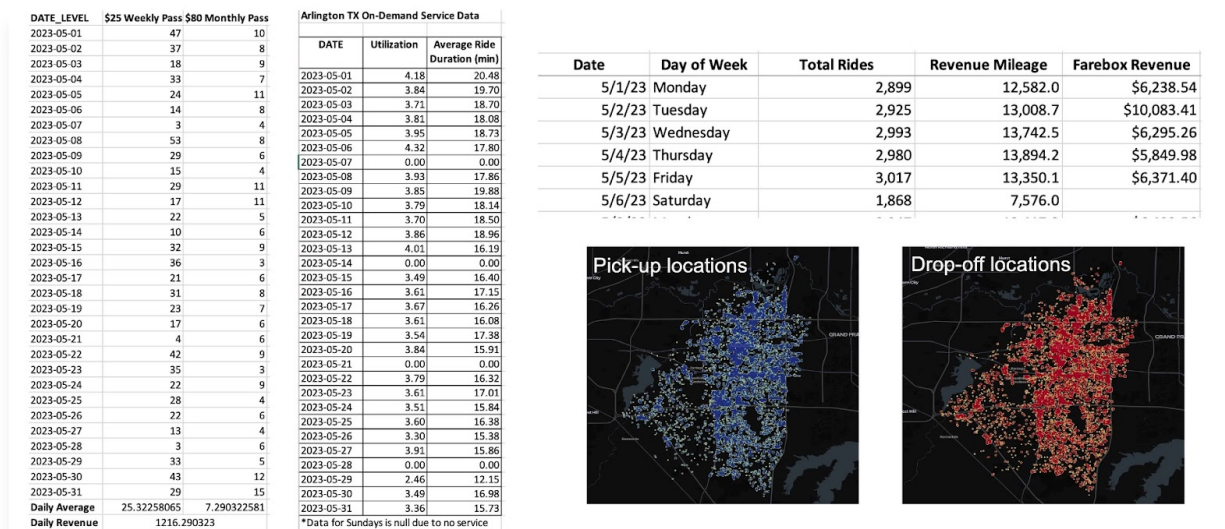 DATE_LEVEL $25 Weekly Pass $80 Monthly Pass
2023-05-01 47 10
2023-05-02 37 8
2023-05-03 18 9
2023-05-04 33 7
2023-05-05 24 11
2023-05-06 14 8
2023-05-07 3 4
2023-05-08 53 8
2023-05-09 29 6
2023-05-10 15 4
2023-05-11 29 11
2023-05-12 17 11
2023-05-13 22 5
2023-05-14 10 6
2023-05-15 32 9
2023-05-16 36 3
2023-05-17 21 6
2023-05-18 31 8
2023-05-19 23 7
2023-05-20 17 6
2023-05-21 4 6
2023-05-22 42 9
2023-05-23 35 3
2023-05-24 22 9
2023-05-25 28 4
2023-05-26 22 6
2023-05-27 13 4
2023-05-28 3 6
2023-05-29 33 5
2023-05-30 43 12
2023-05-31 29 15
Daily Average 25.32258065 7.290322581
Daily Revenue 1216.290323
Arlington TX On-Demand Service Data
DATE Utilization Average Ride
Duration (min)
2023-05-01 4.18 20.48
2023-05-02 3.84 19.70
2023-05-03 3.71 18.70
2023-05-04 3.81 18.08
2023-05-05 3.95 18.73
2023-05-06 4.32 17.80
2023-05-07 0.00 0.00
2023-05-08 3.93 17.86
2023-05-09 3.85 19.88
2023-05-10 3.79 18.14
2023-05-11 3.70 18.50
2023-05-12 3.86 18.96
2023-05-13 4.01 16.19
2023-05-14 0.00 0.00
2023-05-15 3.49 16.40
2023-05-16 3.61 17.15
2023-05-17 3.67 16.26
2023-05-18 3.61 16.08
2023-05-19 3.54 17.38
2023-05-20 3.84 15.91
2023-05-21 0.00 0.00
2023-05-22 3.79 16.32
2023-05-23 3.61 17.01
2023-05-24 3.51 15.84
2023-05-25 3.60 16.38
2023-05-26 3.30 15.38
2023-05-27 3.91 15.86
2023-05-28 0.00 0.00
2023-05-29 2.46 12.15
2023-05-30 3.49 16.98
2023-05-31 3.36 15.73
*Data for Sundays is null due to no service
Date Day of Week Total Rides Revenue Mileage Farebox Revenue
5/1/23 Monday 2,899 12,582.0 $6,238.54
5/2/23 Tuesday 2,925 13,008.7 $10,083.41
5/3/23 Wednesday 2,993 13,742.5 $6,295.26
5/4/23 Thursday 2,980 13,894.2 $5,849.98
5/5/23 Friday 3,017 13,350.1 $6,371.40
5/6/23 Saturday 1,868 7,576.0
Pick-up locations
GRAND PRA
Drop-off locations